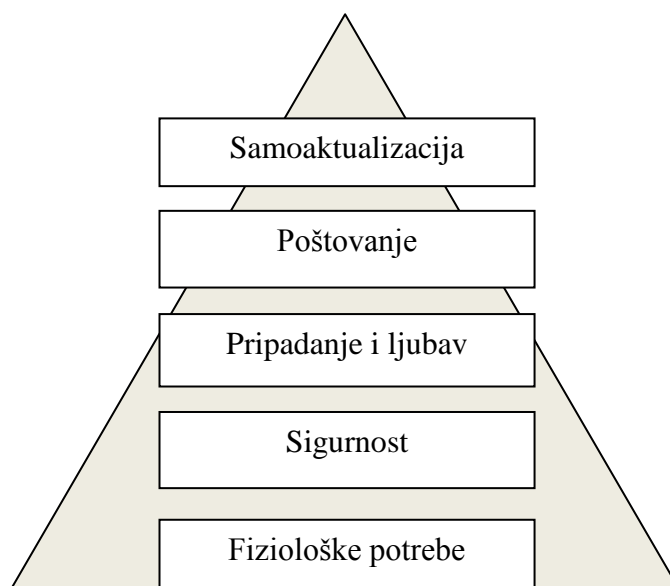 Samoaktualizacija
Poštovanje
Pripadanje i ljubav
Sigurnost
Fiziološke potrebe